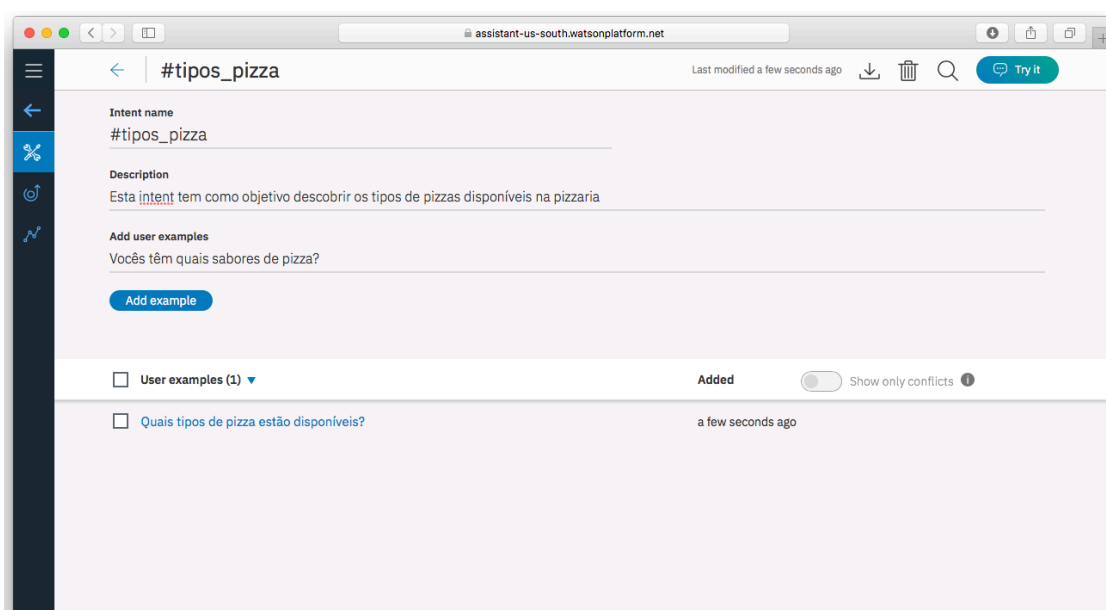 assistant-us-south.watsonplatform.net
#tipos_pizza
Last modified a few seconds ago
Try it
Intent name
#tipos_pizza
Description
Esta intent tem como objetivo descobrir os tipos de pizzas disponíveis na pizzaria
Add user examples
Vocês têm quais sabores de pizza?
Add example
User examples (1) ▼
Added
Show only conflicts
Quais tipos de pizza estão disponíveis?
a few seconds ago